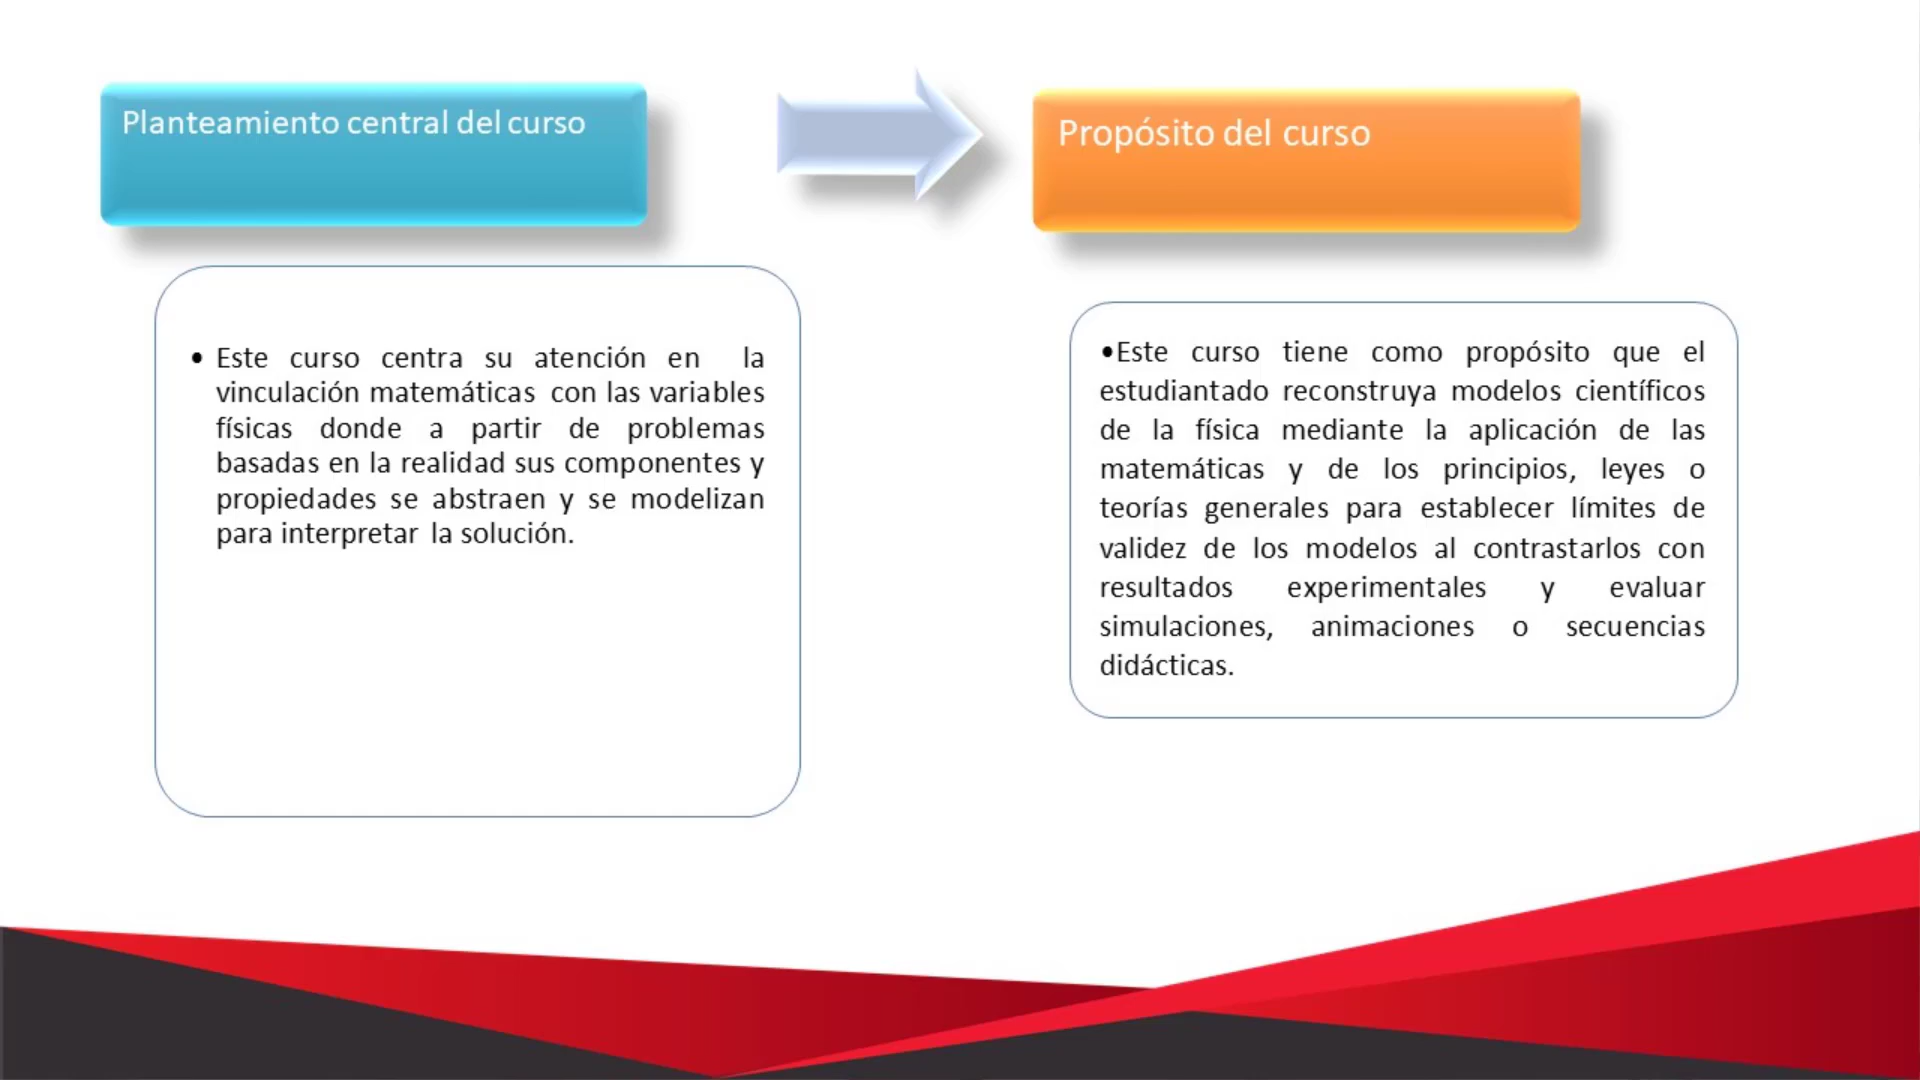 Planteamiento central del curso
• Este curso centra su atención en la
vinculación matemáticas con las variables
físicas donde a partir de problemas
basadas en la realidad sus componentes y
propiedades se abstraen y se modelizan
para interpretar la solución.
Propósito del curso
•Este curso tiene como propósito que el
estudiantado reconstruya modelos científicos
de la física mediante la aplicación de las
matemáticas y de los principios, leyes o
teorías generales para establecer límites de
validez de los modelos al contrastarlos con
resultados experimentales y evaluar
simulaciones, animaciones o secuencias
didácticas.